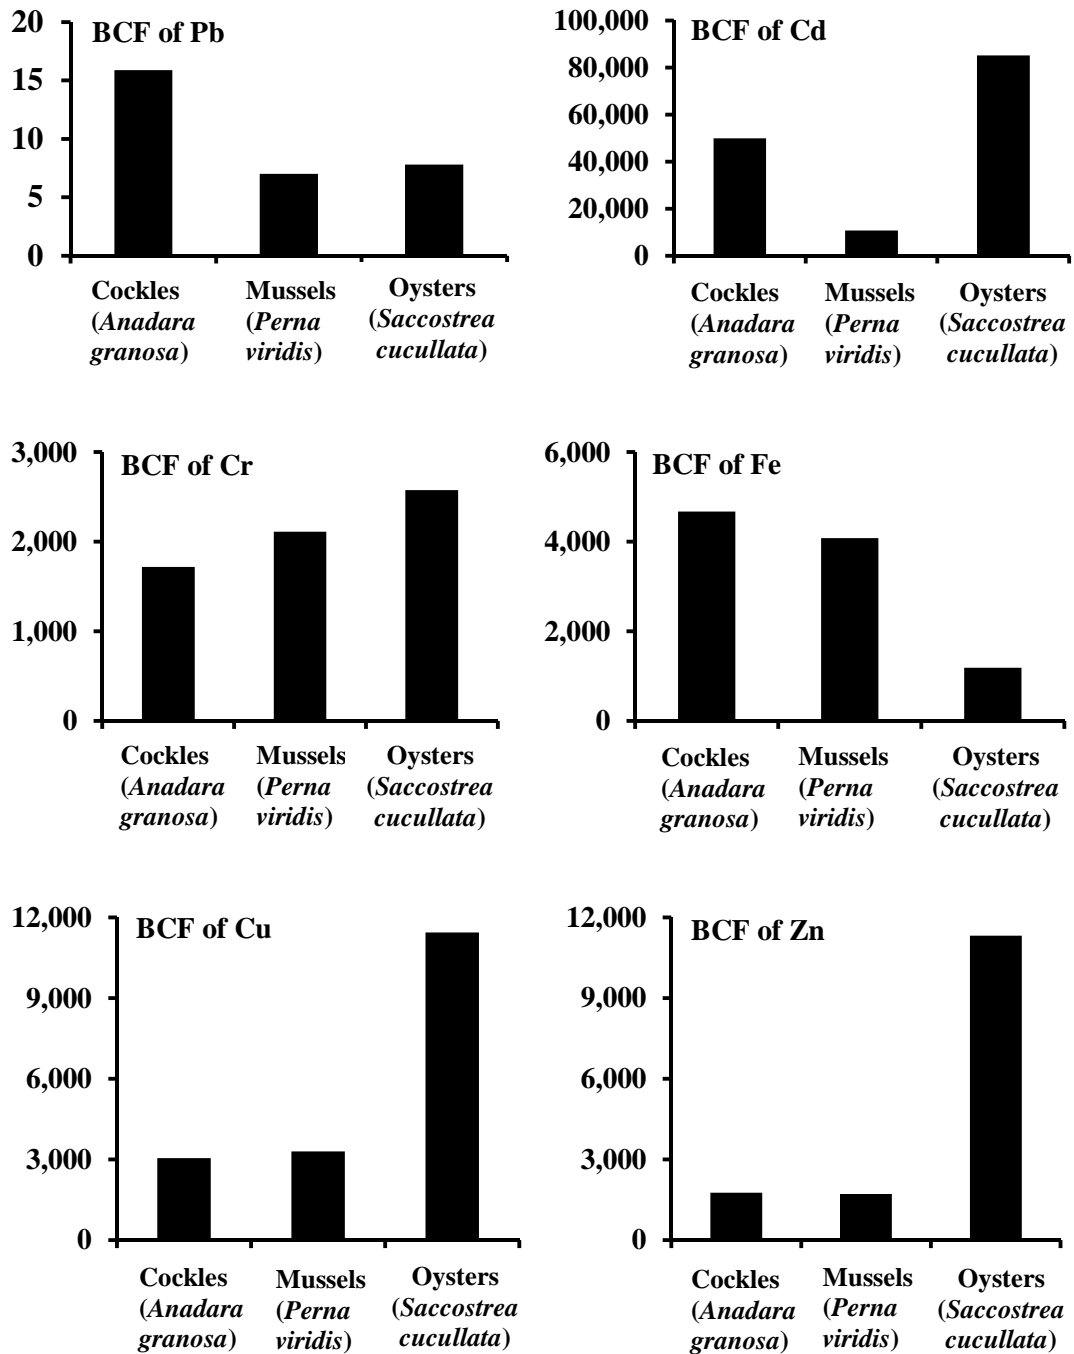 BCF of Pb
20
15
10
5
0
Cockles
(Anadara
granosa)
Mussels
(Perna
viridis)
Oysters
(Saccostrea
cucullata)
BCF of Cd
100,000
80,000
60,000
40,000
20,000
0
Cockles
(Anadara
granosa)
Mussels
(Perna
viridis)
Oysters
(Saccostrea
cucullata)
BCF of Cr
3,000
2,000
1,000
0
Cockles
(Anadara
granosa)
Mussels
(Perna
viridis)
Oysters
(Saccostrea
cucullata)
BCF of Fe
6,000
4,000
2,000
0
Cockles
(Anadara
granosa)
Mussels
(Perna
viridis)
Oysters
(Saccostrea
cucullata)
BCF of Cu
12,000
9,000
6,000
3,000
0
Cockles
(Anadara
granosa)
Mussels
(Perna
viridis)
Oysters
(Saccostrea
cucullata)
BCF of Zn
12,000
9,000
6,000
3,000
0
Cockles
(Anadara
granosa)
Mussels
(Perna
viridis)
Oysters
(Saccostrea
cucullata)